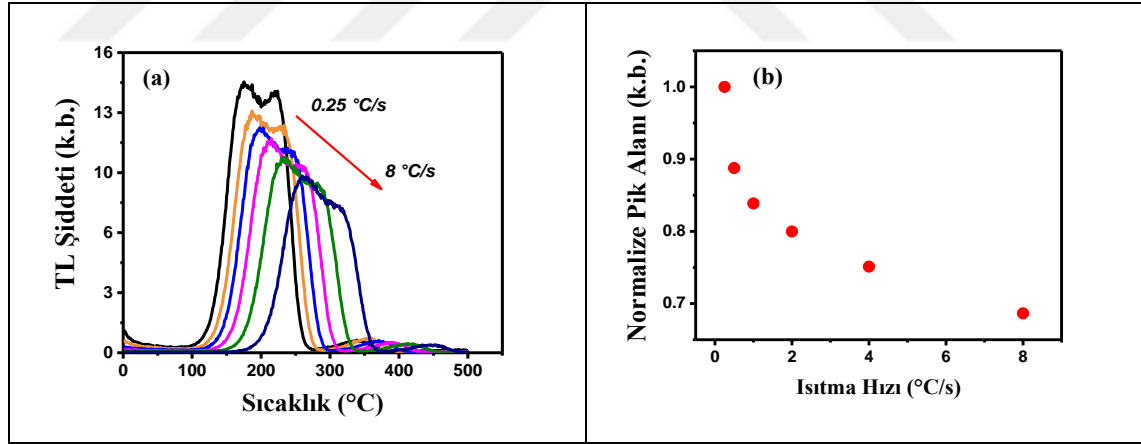 (a)
TL Şiddeti (k.b.)
16
13
10
6
3
0
0.25 °C/s
8 °C/s
0 100 200 300 400 500
Sıcaklık (°C)
(b)
Normalize Pik Alanı (k.b.)
1.0
0.9
0.8
0.7
0 2 4 6 8
Isıtma Hızı (°C/s)